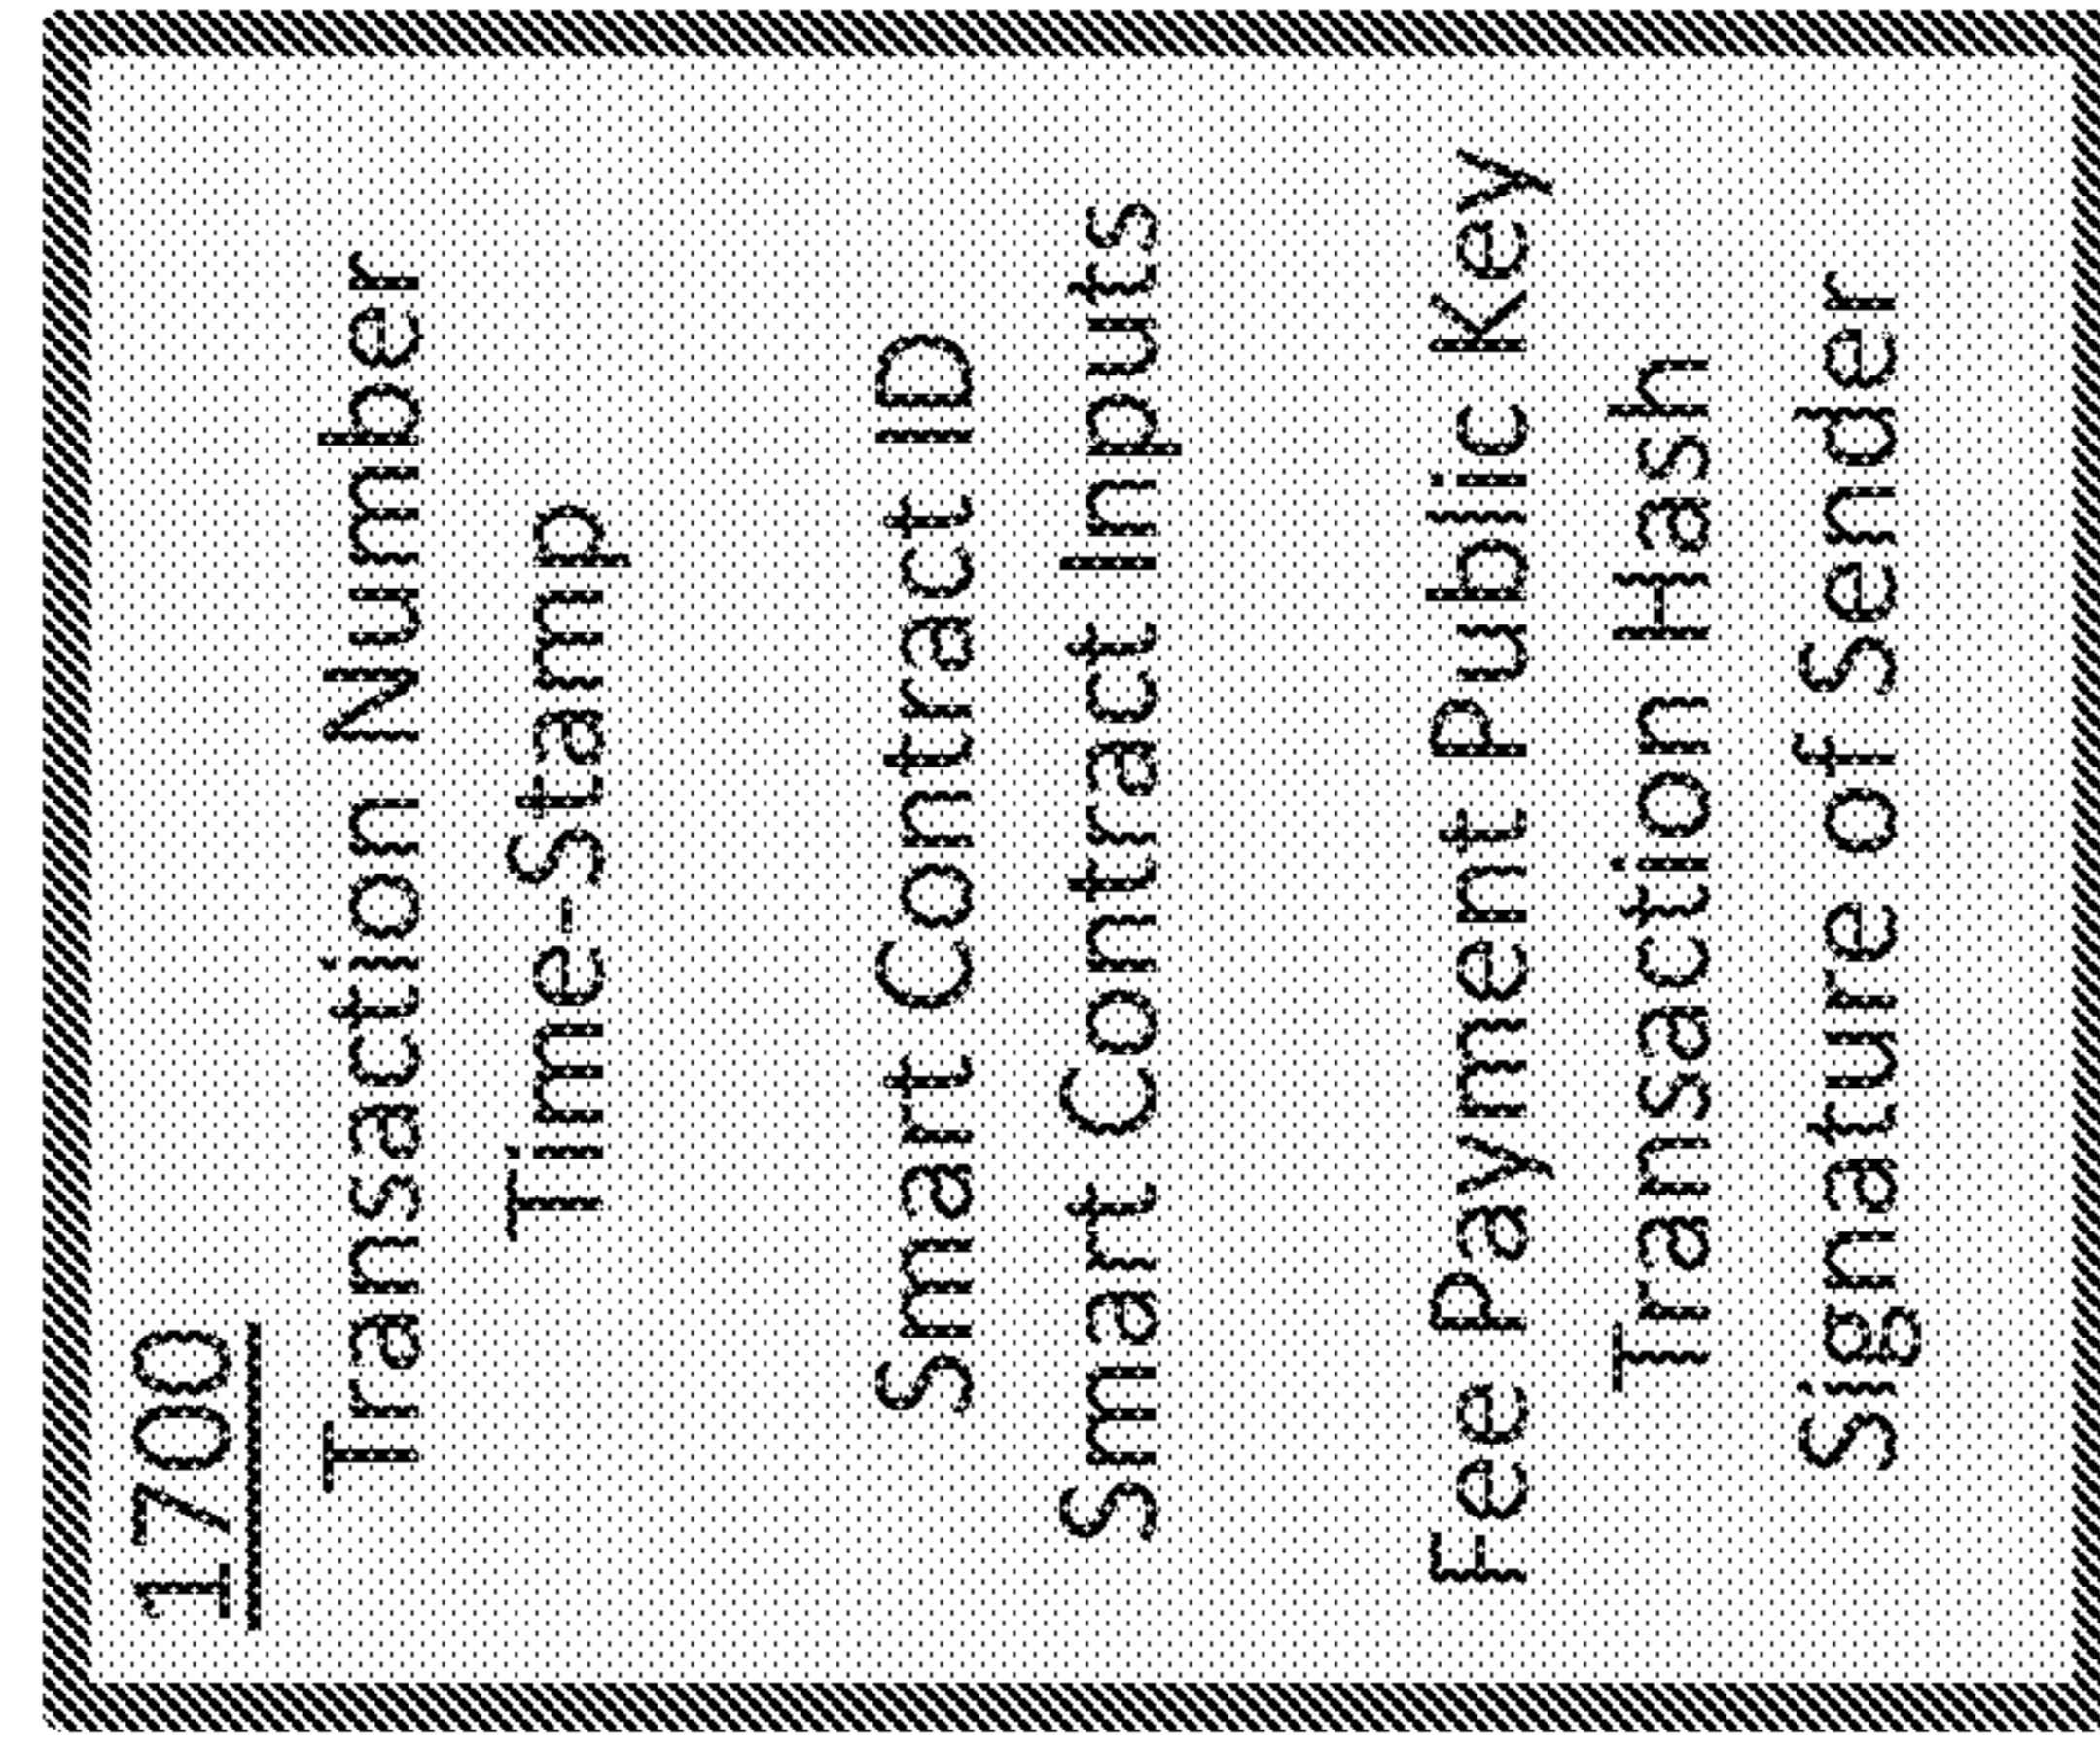 1700
Transaction Number
Time-Stamp
Smart Contract ID
Smart Contract Inputs
Fee Payment Public Key
Transaction Hash
Signature of Sender